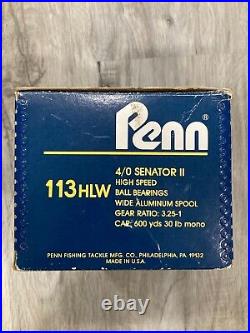 Penn®
4/0 SENATOR II
113HLW
HIGH SPEED
BALL BEARINGS
WIDE ALUMINUM SPOOL
GEAR RATIO: 3.25-1
CAP. 600 yds 30 lb mono
PENN FISHING TACKLE MFG. CO., PHILADELPHIA, PA. 19132
MADE IN U.S.A.